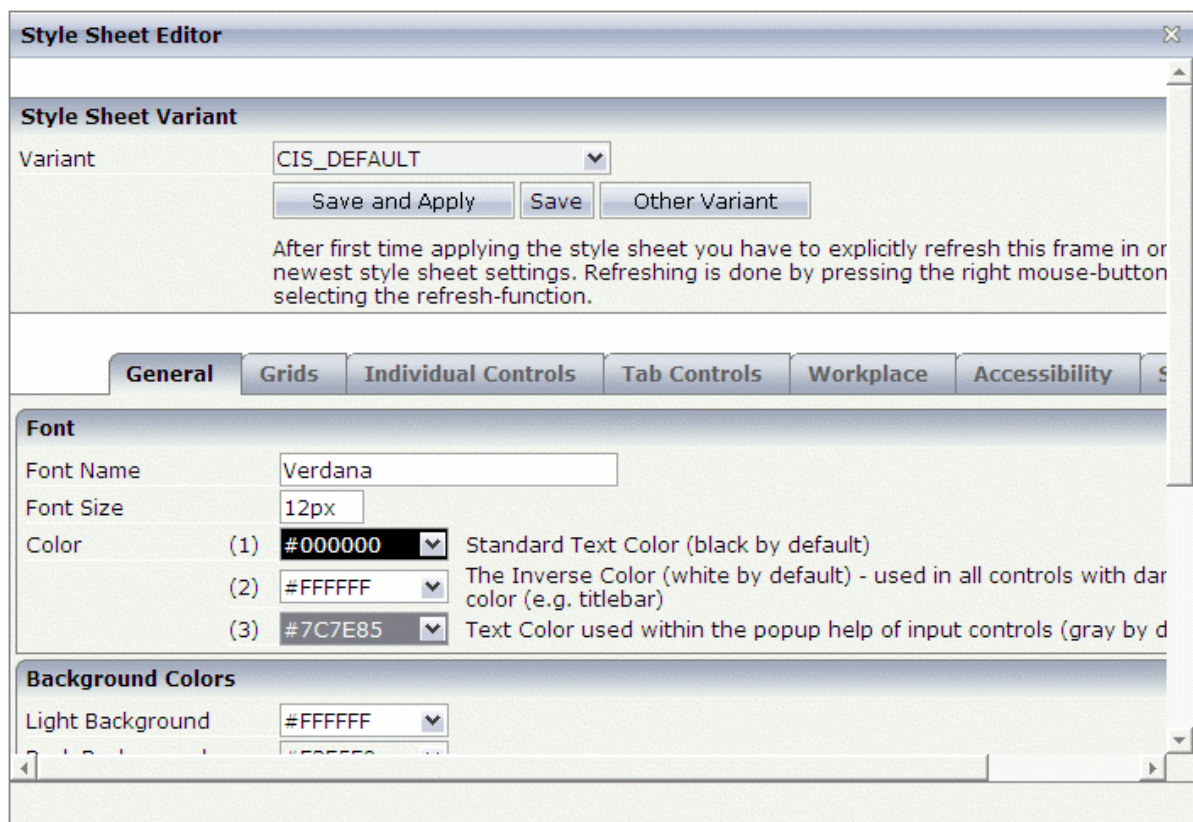 Style Sheet Editor
Style Sheet Variant
Variant CIS_DEFAULT
Save and Apply Save Other Variant
After first time applying the style sheet you have to explicitly refresh this frame in or
newest style sheet settings. Refreshing is done by pressing the right mouse-button
selecting the refresh-function.
General Grids Individual Controls Tab Controls Workplace Accessibility
Font
Font Name Verdana
Font Size 12px
Color (1) #000000 Standard Text Color (black by default)
(2) #FFFFFF The Inverse Color (white by default) - used in all controls with dar
color (e.g. titlebar)
(3) #7C7E85 Text Color used within the popup help of input controls (gray by d
Background Colors
Light Background #FFFFFF